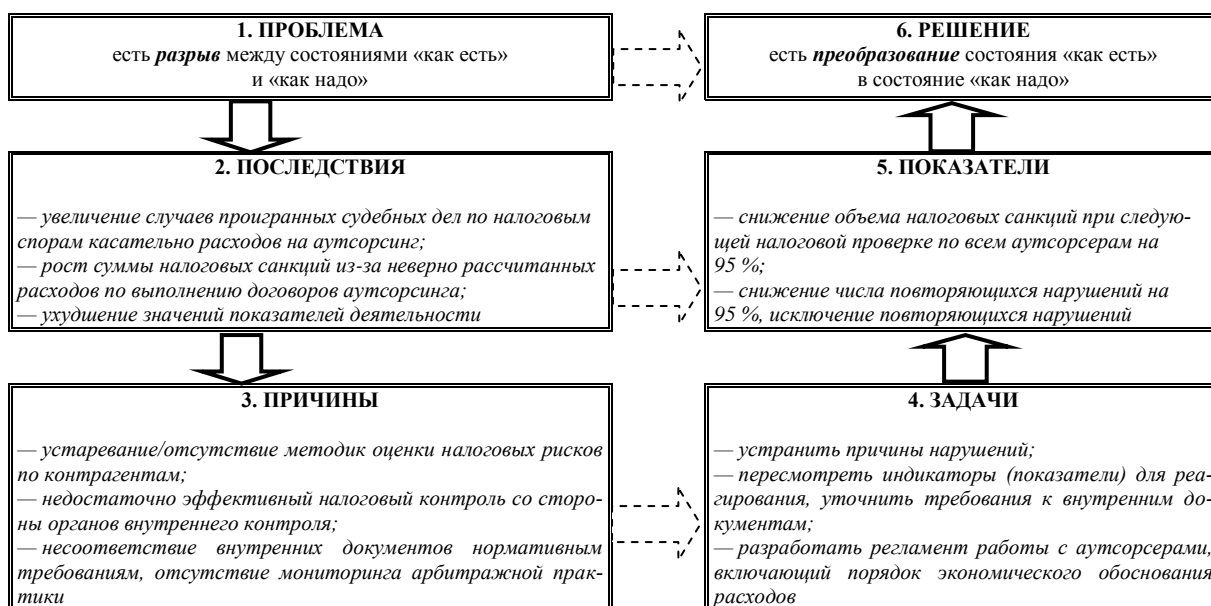 1. ПРОБЛЕМА
есть разрыв между состояниями «как есть»
и «как надо»
6. РЕШЕНИЕ
есть преобразование состояния «как есть»
в состояние «как надо»
2. ПОСЛЕДСТВИЯ
— увеличение случаев проигранных судебных дел по налоговым
спорам касательно расходов на аутсорсинг;
— рост суммы налоговых санкций из-за неверно рассчитанных
расходов по выполнению договоров аутсорсинга;
— ухудшение значений показателей деятельности
5. ПОКАЗАТЕЛИ
— снижение объема налоговых санкций при следую-
щей налоговой проверке по всем аутсорсерам на
95 %;
— снижение числа повторяющихся нарушений на
95 %, исключение повторяющихся нарушений
3. ПРИЧИНЫ
— устаревание/отсутствие методик оценки налоговых рисков
по контрагентам;
— недостаточно эффективный налоговый контроль со сторо-
ны органов внутреннего контроля;
— несоответствие внутренних документов нормативным
требованиям, отсутствие мониторинга арбитражной прак-
тики
4. ЗАДАЧИ
— устранить причины нарушений;
— пересмотреть индикаторы (показатели) для реа-
гирования, уточнить требования к внутренним до-
кументам;
— разработать регламент работы с аутсорсерами,
включающий порядок экономического обоснования
расходов